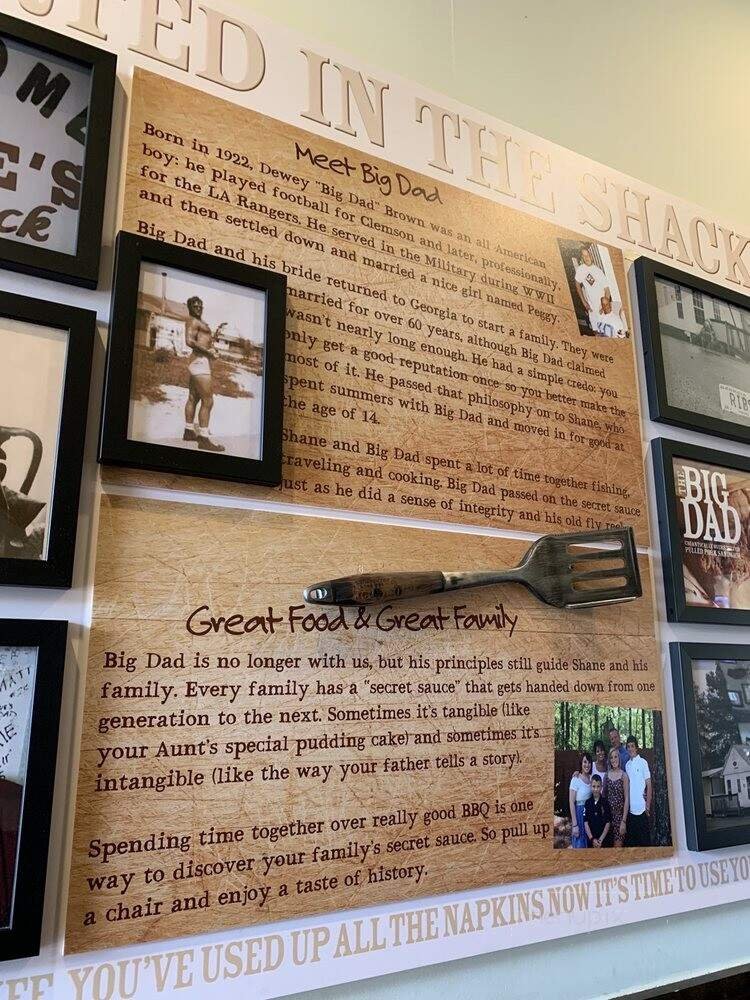 TED IN THE SHACK
Meet Big Dad
Born in 1922, Dewey "Big Dad" Brown was an all American
boy: he played football for Clemson and later, professionally,
for the LA Rangers. He served in the Military during WWII
and then settled down and married a nice girl named Peggy.
Big Dad and his bride returned to Georgia to start a family. They were
married for over 60 years, although Big Dad claimed
wasn't nearly long enough. He had a simple credo: you
only get a good reputation once so you better make the
most of it. He passed that philosophy on to Shane, who
spent summers with Big Dad and moved in for good at
the age of 14.
Shane and Big Dad spent a lot of time together fishing,
traveling and cooking. Big Dad passed on the secret sauce
just as he did a sense of integrity and his old fly reel
Great Food & Great Family
Big Dad is no longer with us, but his principles still guide Shane and his
family. Every family has a "secret sauce" that gets handed down from one
generation to the next. Sometimes it's tangible (like
your Aunt's special pudding cake) and sometimes it's
intangible (like the way your father tells a story).
Spending time together over really good BBQ is one
way to discover your family's secret sauce. So pull up
a chair and enjoy a taste of history.
YOU'VE USED UP ALL THE NAPKINS NOW IT'S TIME TO USE YO
OME
E'S
ck
RIBS
THE
BIG
DAD
PULLED PORK SANDWICH